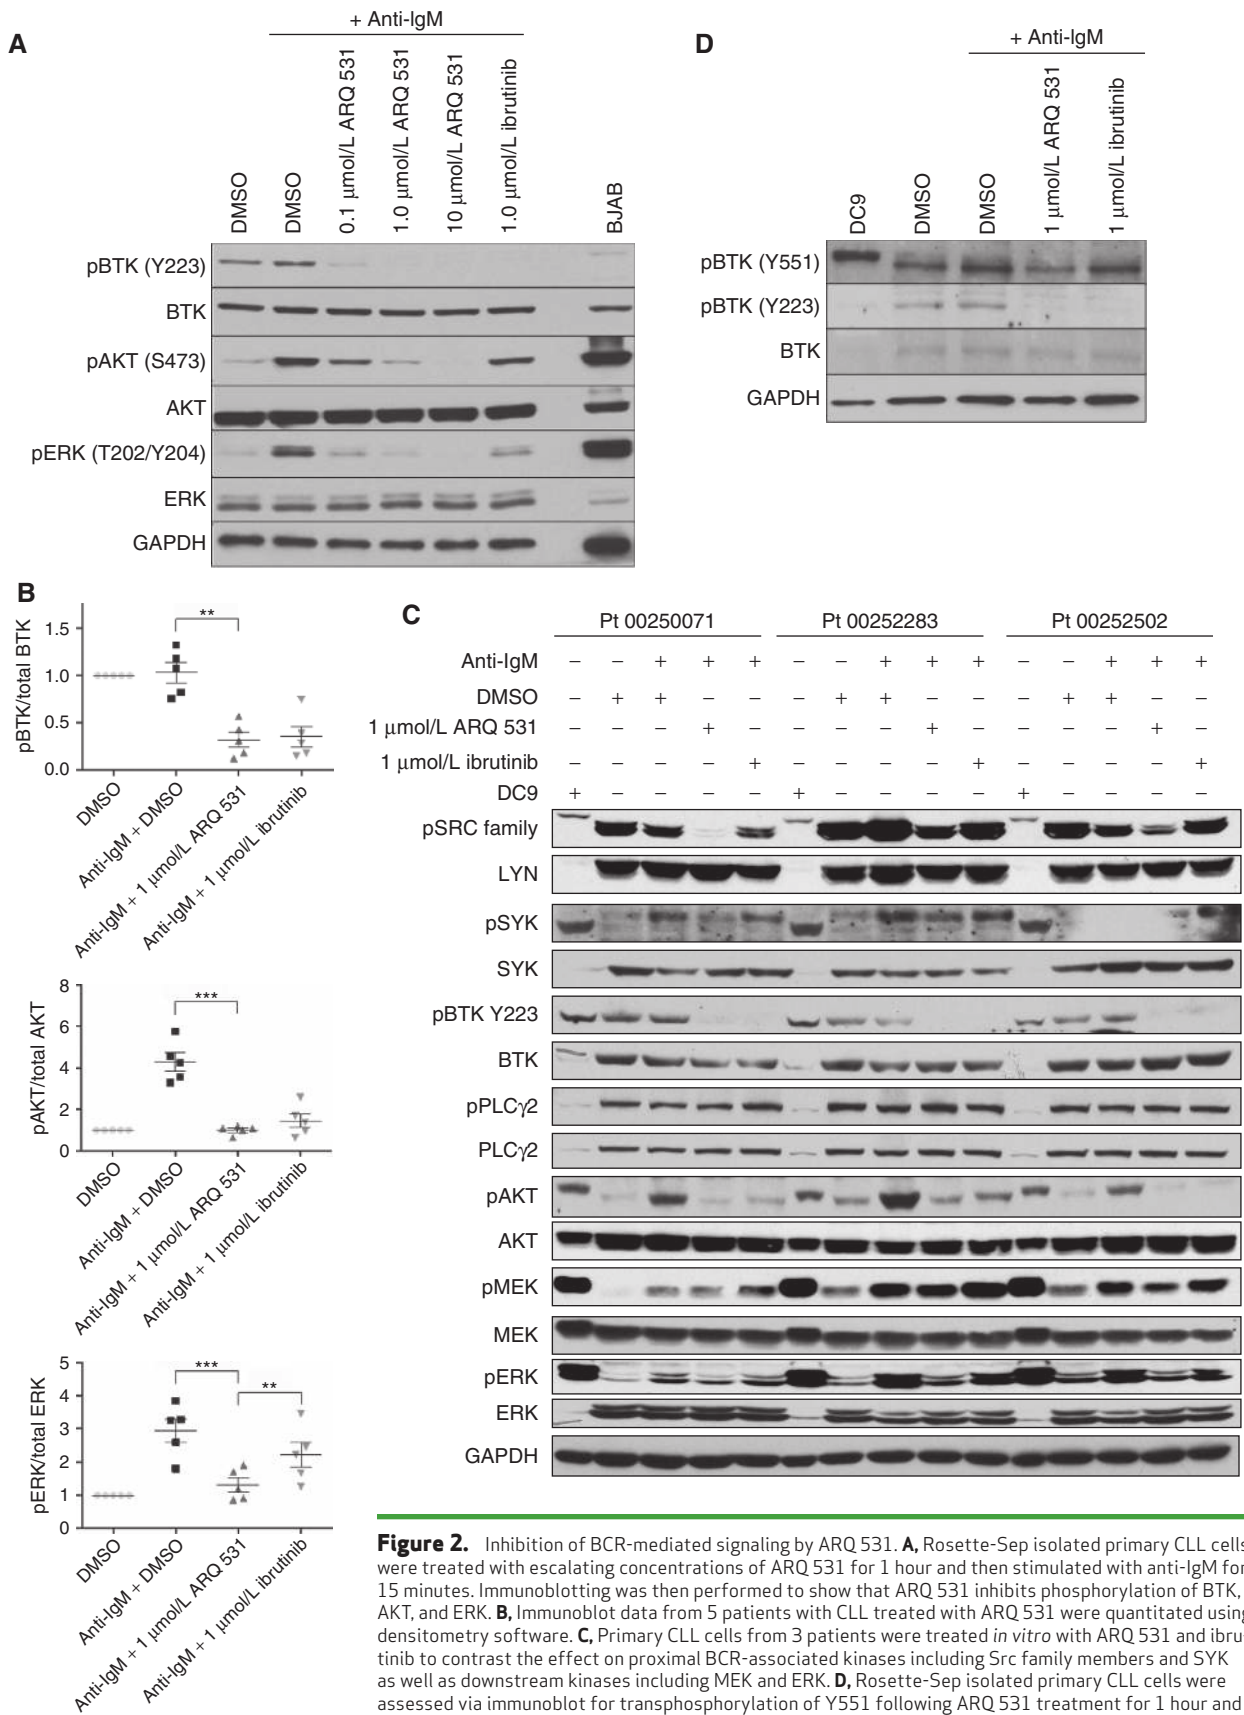 A
+ Anti-IgM
DMSO
DMSO
0.1 µmol/L ARQ 531
1.0 µmol/L ARQ 531
10 µmol/L ARQ 531
1.0 µmol/L ibrutinib
BJAB
pBTK (Y223)
BTK
pAKT (S473)
AKT
pERK (T202/Y204)
ERK
GAPDH
D
+ Anti-IgM
DC9
DMSO
DMSO
1 µmol/L ARQ 531
1 µmol/L ibrutinib
pBTK (Y551)
pBTK (Y223)
BTK
GAPDH
B
pBTK/total BTK
1.5
1.0
0.5
0.0
**
DMSO
Anti-IgM + DMSO
Anti-IgM + 1 µmol/L ARQ 531
Anti-IgM + 1 µmol/L ibrutinib
pAKT/total AKT
8
6
4
2
0
***
DMSO
Anti-IgM + DMSO
Anti-IgM + 1 µmol/L ARQ 531
Anti-IgM + 1 µmol/L ibrutinib
pERK/total ERK
5
4
3
2
1
0
***
**
DMSO
Anti-IgM + DMSO
Anti-IgM + 1 µmol/L ARQ 531
Anti-IgM + 1 µmol/L ibrutinib
C
Pt 00250071 Pt 00252283 Pt 00252502
Anti-IgM – – + + + – – + + + – – + + +
DMSO – + + – – – + + – – – + + – –
1 µmol/L ARQ 531 – – – + – – – – + – – – – + –
1 µmol/L ibrutinib – – – – + – – – – + – – – – +
DC9 + – – – – + – – – – + – – – –
pSRC family
LYN
pSYK
SYK
pBTK Y223
BTK
pPLCγ2
PLCγ2
pAKT
AKT
pMEK
MEK
pERK
ERK
GAPDH
Figure 2. Inhibition of BCR-mediated signaling by ARQ 531. A, Rosette-Sep isolated primary CLL cells
were treated with escalating concentrations of ARQ 531 for 1 hour and then stimulated with anti-IgM for
15 minutes. Immunoblotting was then performed to show that ARQ 531 inhibits phosphorylation of BTK,
AKT, and ERK. B, Immunoblot data from 5 patients with CLL treated with ARQ 531 were quantitated using
densitometry software. C, Primary CLL cells from 3 patients were treated in vitro with ARQ 531 and ibru-
tinib to contrast the effect on proximal BCR-associated kinases including Src family members and SYK
as well as downstream kinases including MEK and ERK. D, Rosette-Sep isolated primary CLL cells were
assessed via immunoblot for transphosphorylation of Y551 following ARQ 531 treatment for 1 hour and